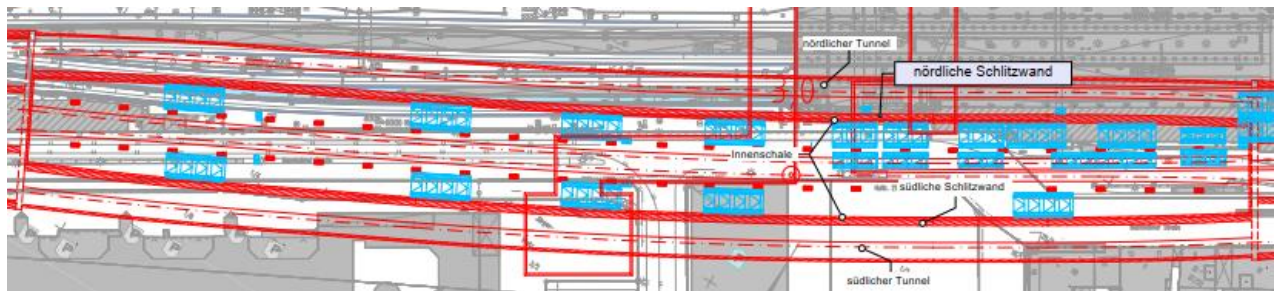 nördlicher Tunnel
nördliche Schlitzwand
Innenschale
südliche Schlitzwand
südlicher Tunnel